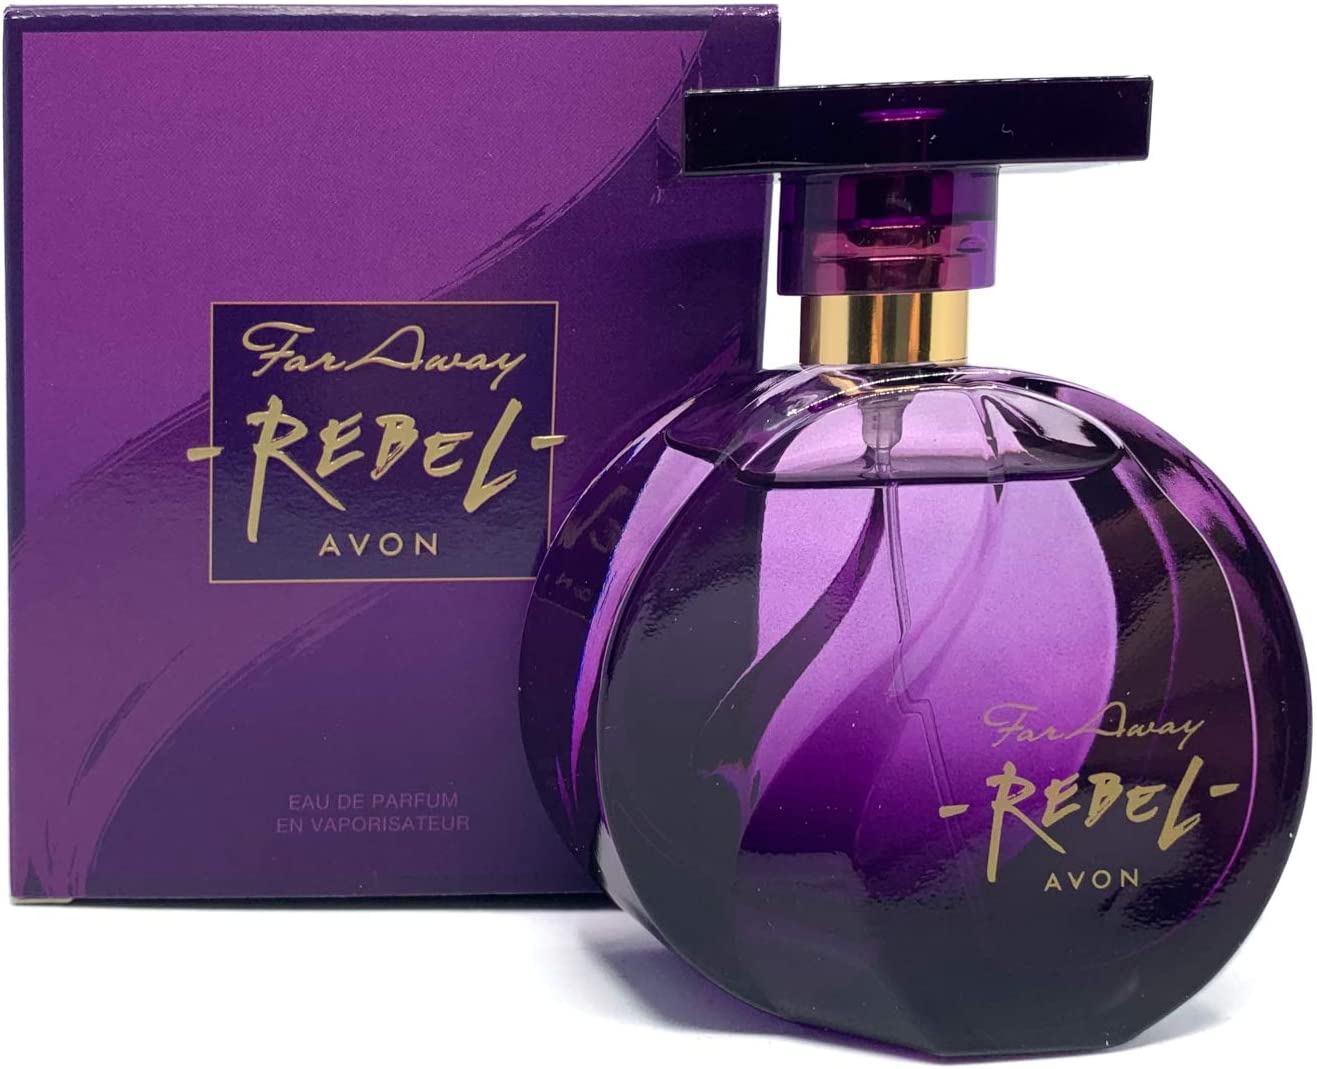 Far Away
-REBEL-
AVON
EAU DE PARFUM
EN VAPORISATEUR
Far Away
-REBEL-
AVON